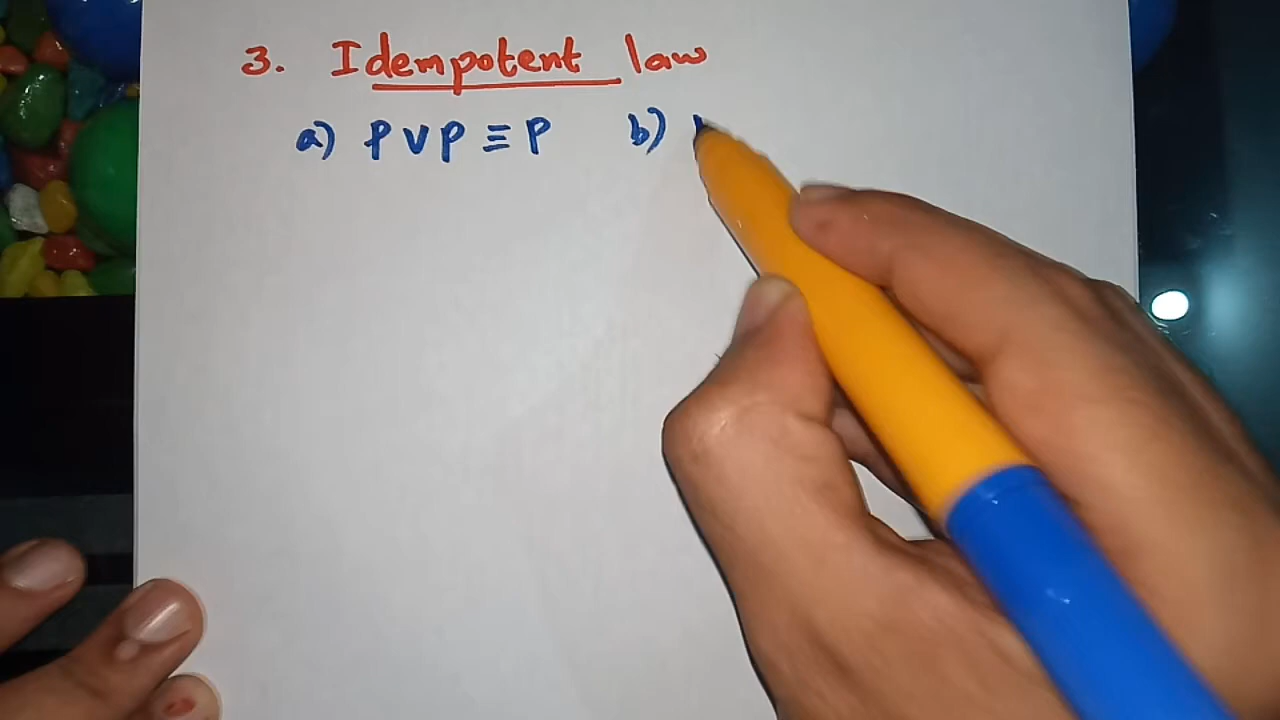 3. Idempotent law
a) p ∨ p ≡ p b)